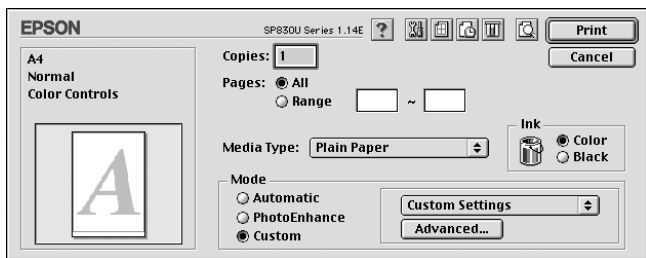 EPSON
SP830U Series 1.14E
?
Print
Cancel
A4
Normal
Color Controls
A
Copies: 1
Pages: All
Range ~
Media Type: Plain Paper
Ink
Color
Black
Mode
Automatic
PhotoEnhance
Custom
Custom Settings
Advanced...